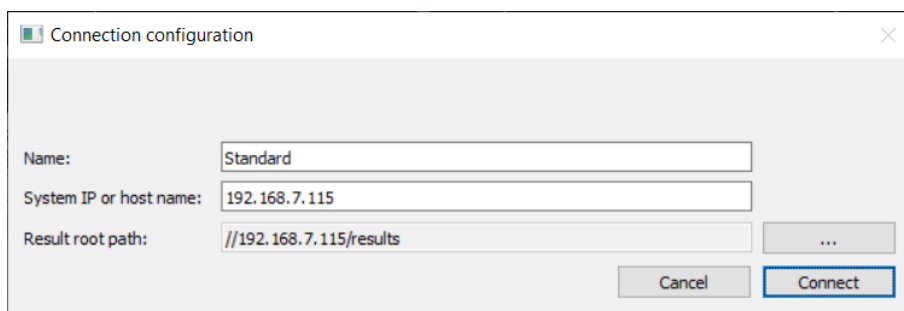 Connection configuration
Name: Standard
System IP or host name: 192.168.7.115
Result root path: //192.168.7.115/results ...
Cancel Connect